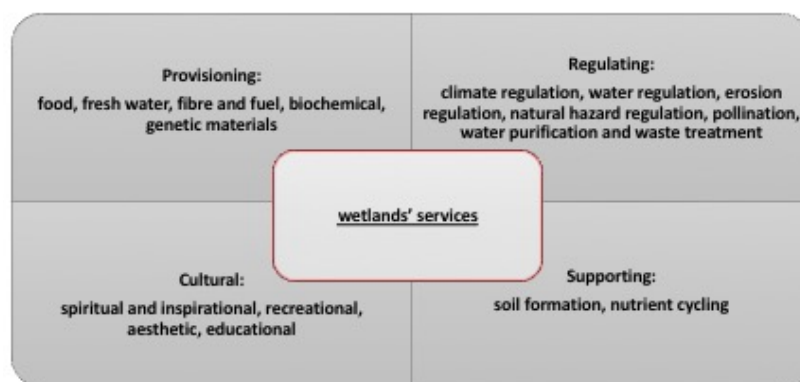 Provisioning:
food, fresh water, fibre and fuel, biochemical,
genetic materials
Regulating:
climate regulation, water regulation, erosion
regulation, natural hazard regulation, pollination,
water purification and waste treatment
wetlands' services
Cultural:
spiritual and inspirational, recreational,
aesthetic, educational
Supporting:
soil formation, nutrient cycling